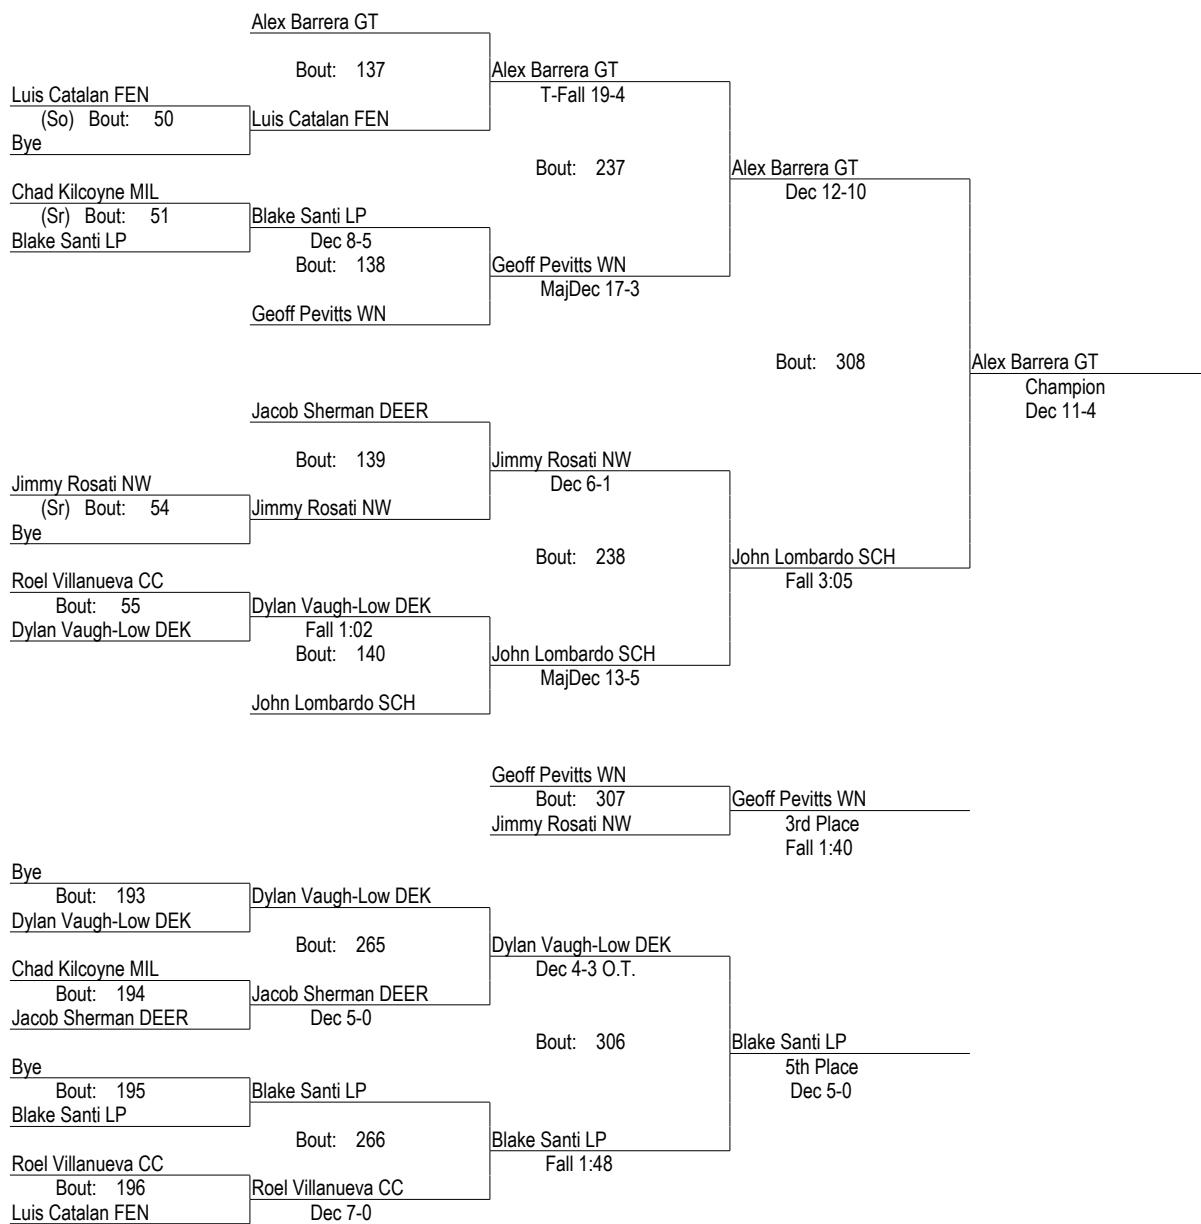 Alex Barrera GT
Bout: 137
Alex Barrera GT
Luis Catalan FEN
T-Fall 19-4
(So) Bout: 50
Luis Catalan FEN
Bye
Bout: 237
Alex Barrera GT
Chad Kilcoyne MIL
Dec 12-10
(Sr) Bout: 51
Blake Santi LP
Blake Santi LP
Dec 8-5
Bout: 138
Geoff Pevitts WN
MajDec 17-3
Geoff Pevitts WN
Bout: 308
Alex Barrera GT
Champion
Jacob Sherman DEER
Dec 11-4
Bout: 139
Jimmy Rosati NW
Jimmy Rosati NW
Dec 6-1
(Sr) Bout: 54
Jimmy Rosati NW
Bye
Bout: 238
John Lombardo SCH
Roel Villanueva CC
Fall 3:05
Bout: 55
Dylan Vaugh-Low DEK
Dylan Vaugh-Low DEK
Fall 1:02
Bout: 140
John Lombardo SCH
MajDec 13-5
John Lombardo SCH
Geoff Pevitts WN
Bout: 307
Geoff Pevitts WN
Jimmy Rosati NW
3rd Place
Fall 1:40
Bye
Bout: 193
Dylan Vaugh-Low DEK
Dylan Vaugh-Low DEK
Bout: 265
Dylan Vaugh-Low DEK
Chad Kilcoyne MIL
Dec 4-3 O.T.
Bout: 194
Jacob Sherman DEER
Jacob Sherman DEER
Dec 5-0
Bout: 306
Blake Santi LP
Bye
5th Place
Bout: 195
Blake Santi LP
Dec 5-0
Blake Santi LP
Bout: 266
Blake Santi LP
Roel Villanueva CC
Fall 1:48
Bout: 196
Roel Villanueva CC
Luis Catalan FEN
Dec 7-0